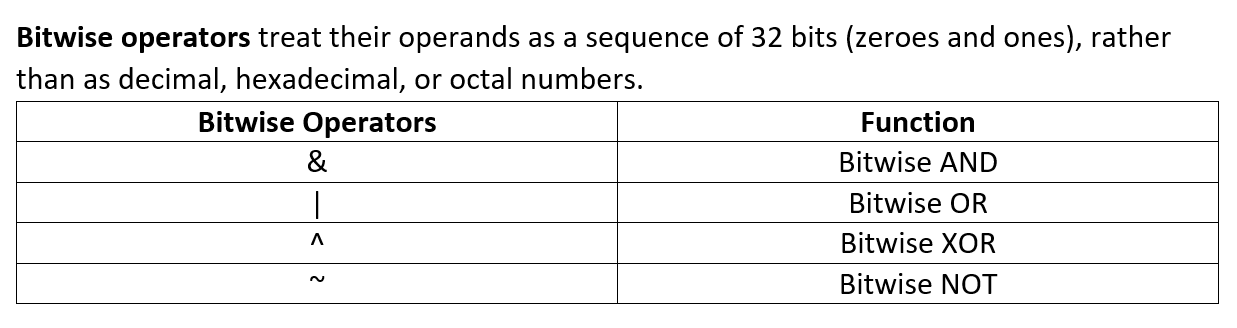 Bitwise operators treat their operands as a sequence of 32 bits (zeroes and ones), rather
than as decimal, hexadecimal, or octal numbers.
Bitwise Operators Function
& Bitwise AND
| Bitwise OR
^ Bitwise XOR
~ Bitwise NOT